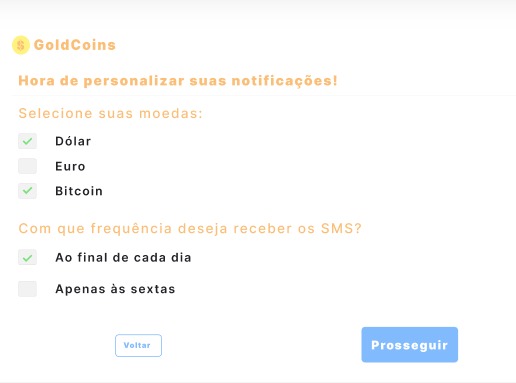 $ GoldCoins
Hora de personalizar suas notificações!
Selecione suas moedas:
Dólar
Euro
Bitcoin
Com que frequência deseja receber os SMS?
Ao final de cada dia
Apenas às sextas
Voltar
Prosseguir